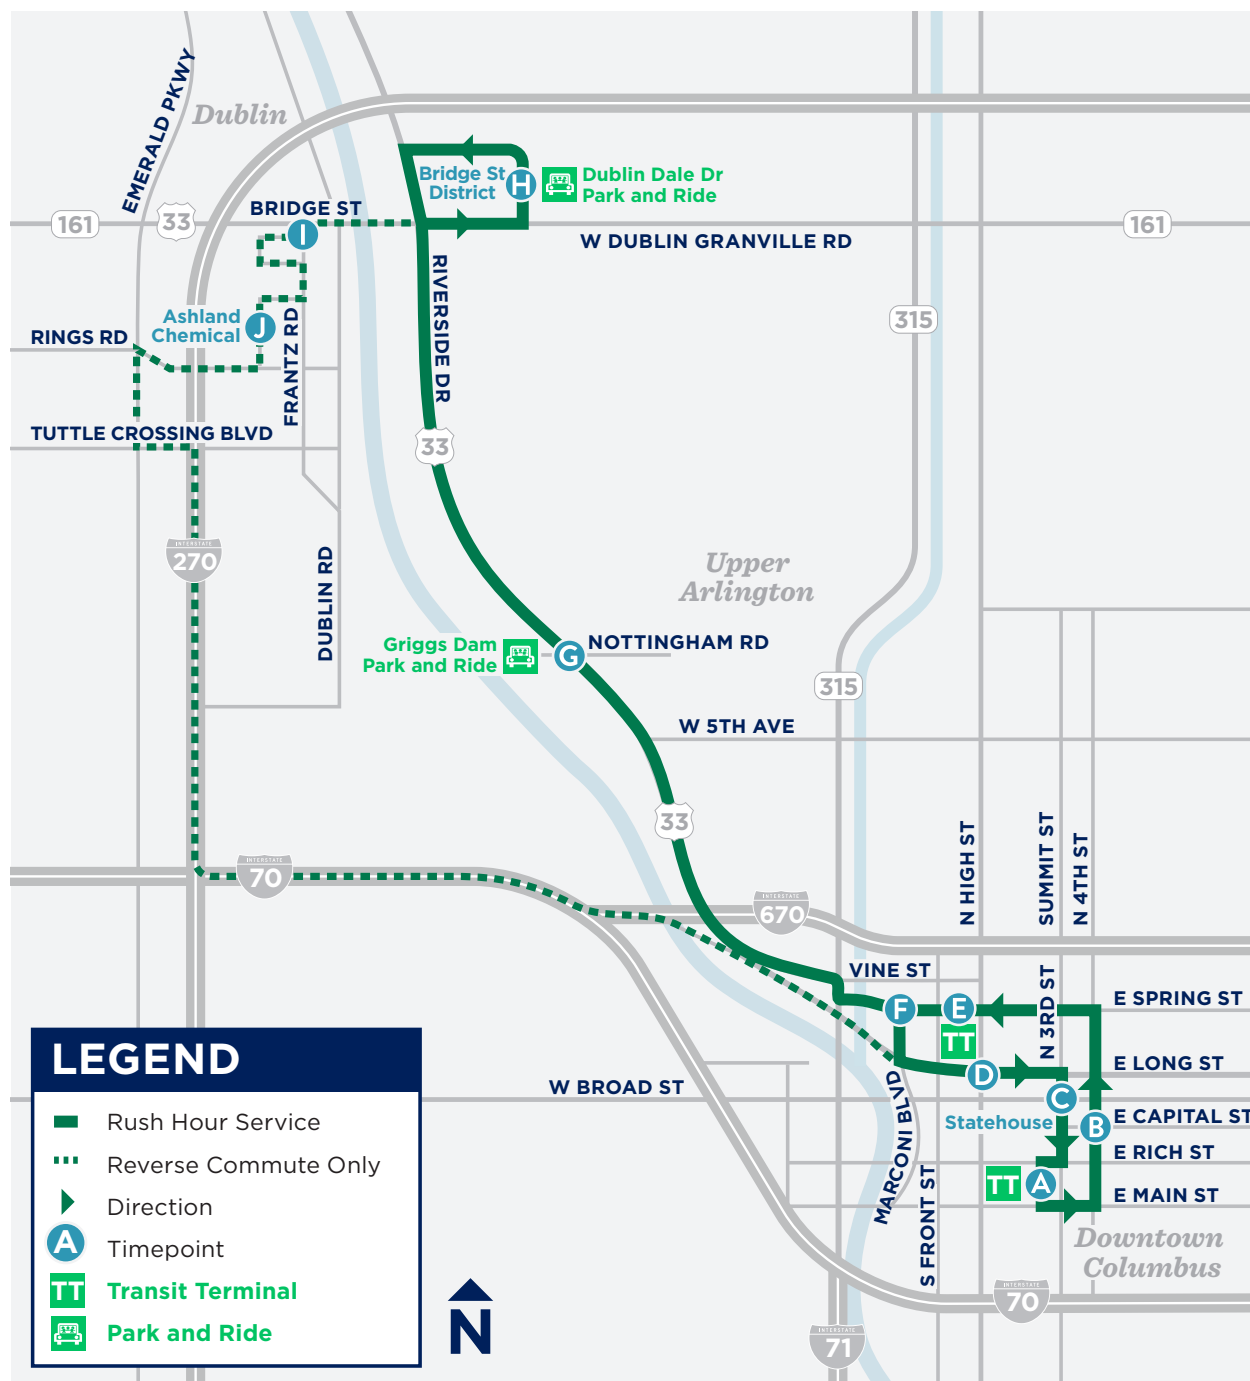 EMERALD PKWY
Dublin
Bridge St
District
H
Dublin Dale Dr
Park and Ride
BRIDGE ST
161
33
I
W DUBLIN GRANVILLE RD
161
RIVERSIDE DR
315
Ashland
Chemical
J
FRANTZ RD
RINGS RD
TUTTLE CROSSING BLVD
33
INTERSTATE
270
DUBLIN RD
Upper
Arlington
Griggs Dam
Park and Ride
G
NOTTINGHAM RD
315
W 5TH AVE
33
N HIGH ST
SUMMIT ST
N 4TH ST
INTERSTATE
70
INTERSTATE
670
VINE ST
N 3RD ST
E SPRING ST
F
E
TT
D
E LONG ST
W BROAD ST
MARCONI BLVD
C
Statehouse
B
E CAPITAL ST
E RICH ST
TT
A
E MAIN ST
S FRONT ST
Downtown
Columbus
INTERSTATE
70
INTERSTATE
71
LEGEND
Rush Hour Service
Reverse Commute Only
Direction
A
Timepoint
TT
Transit Terminal
Park and Ride
N